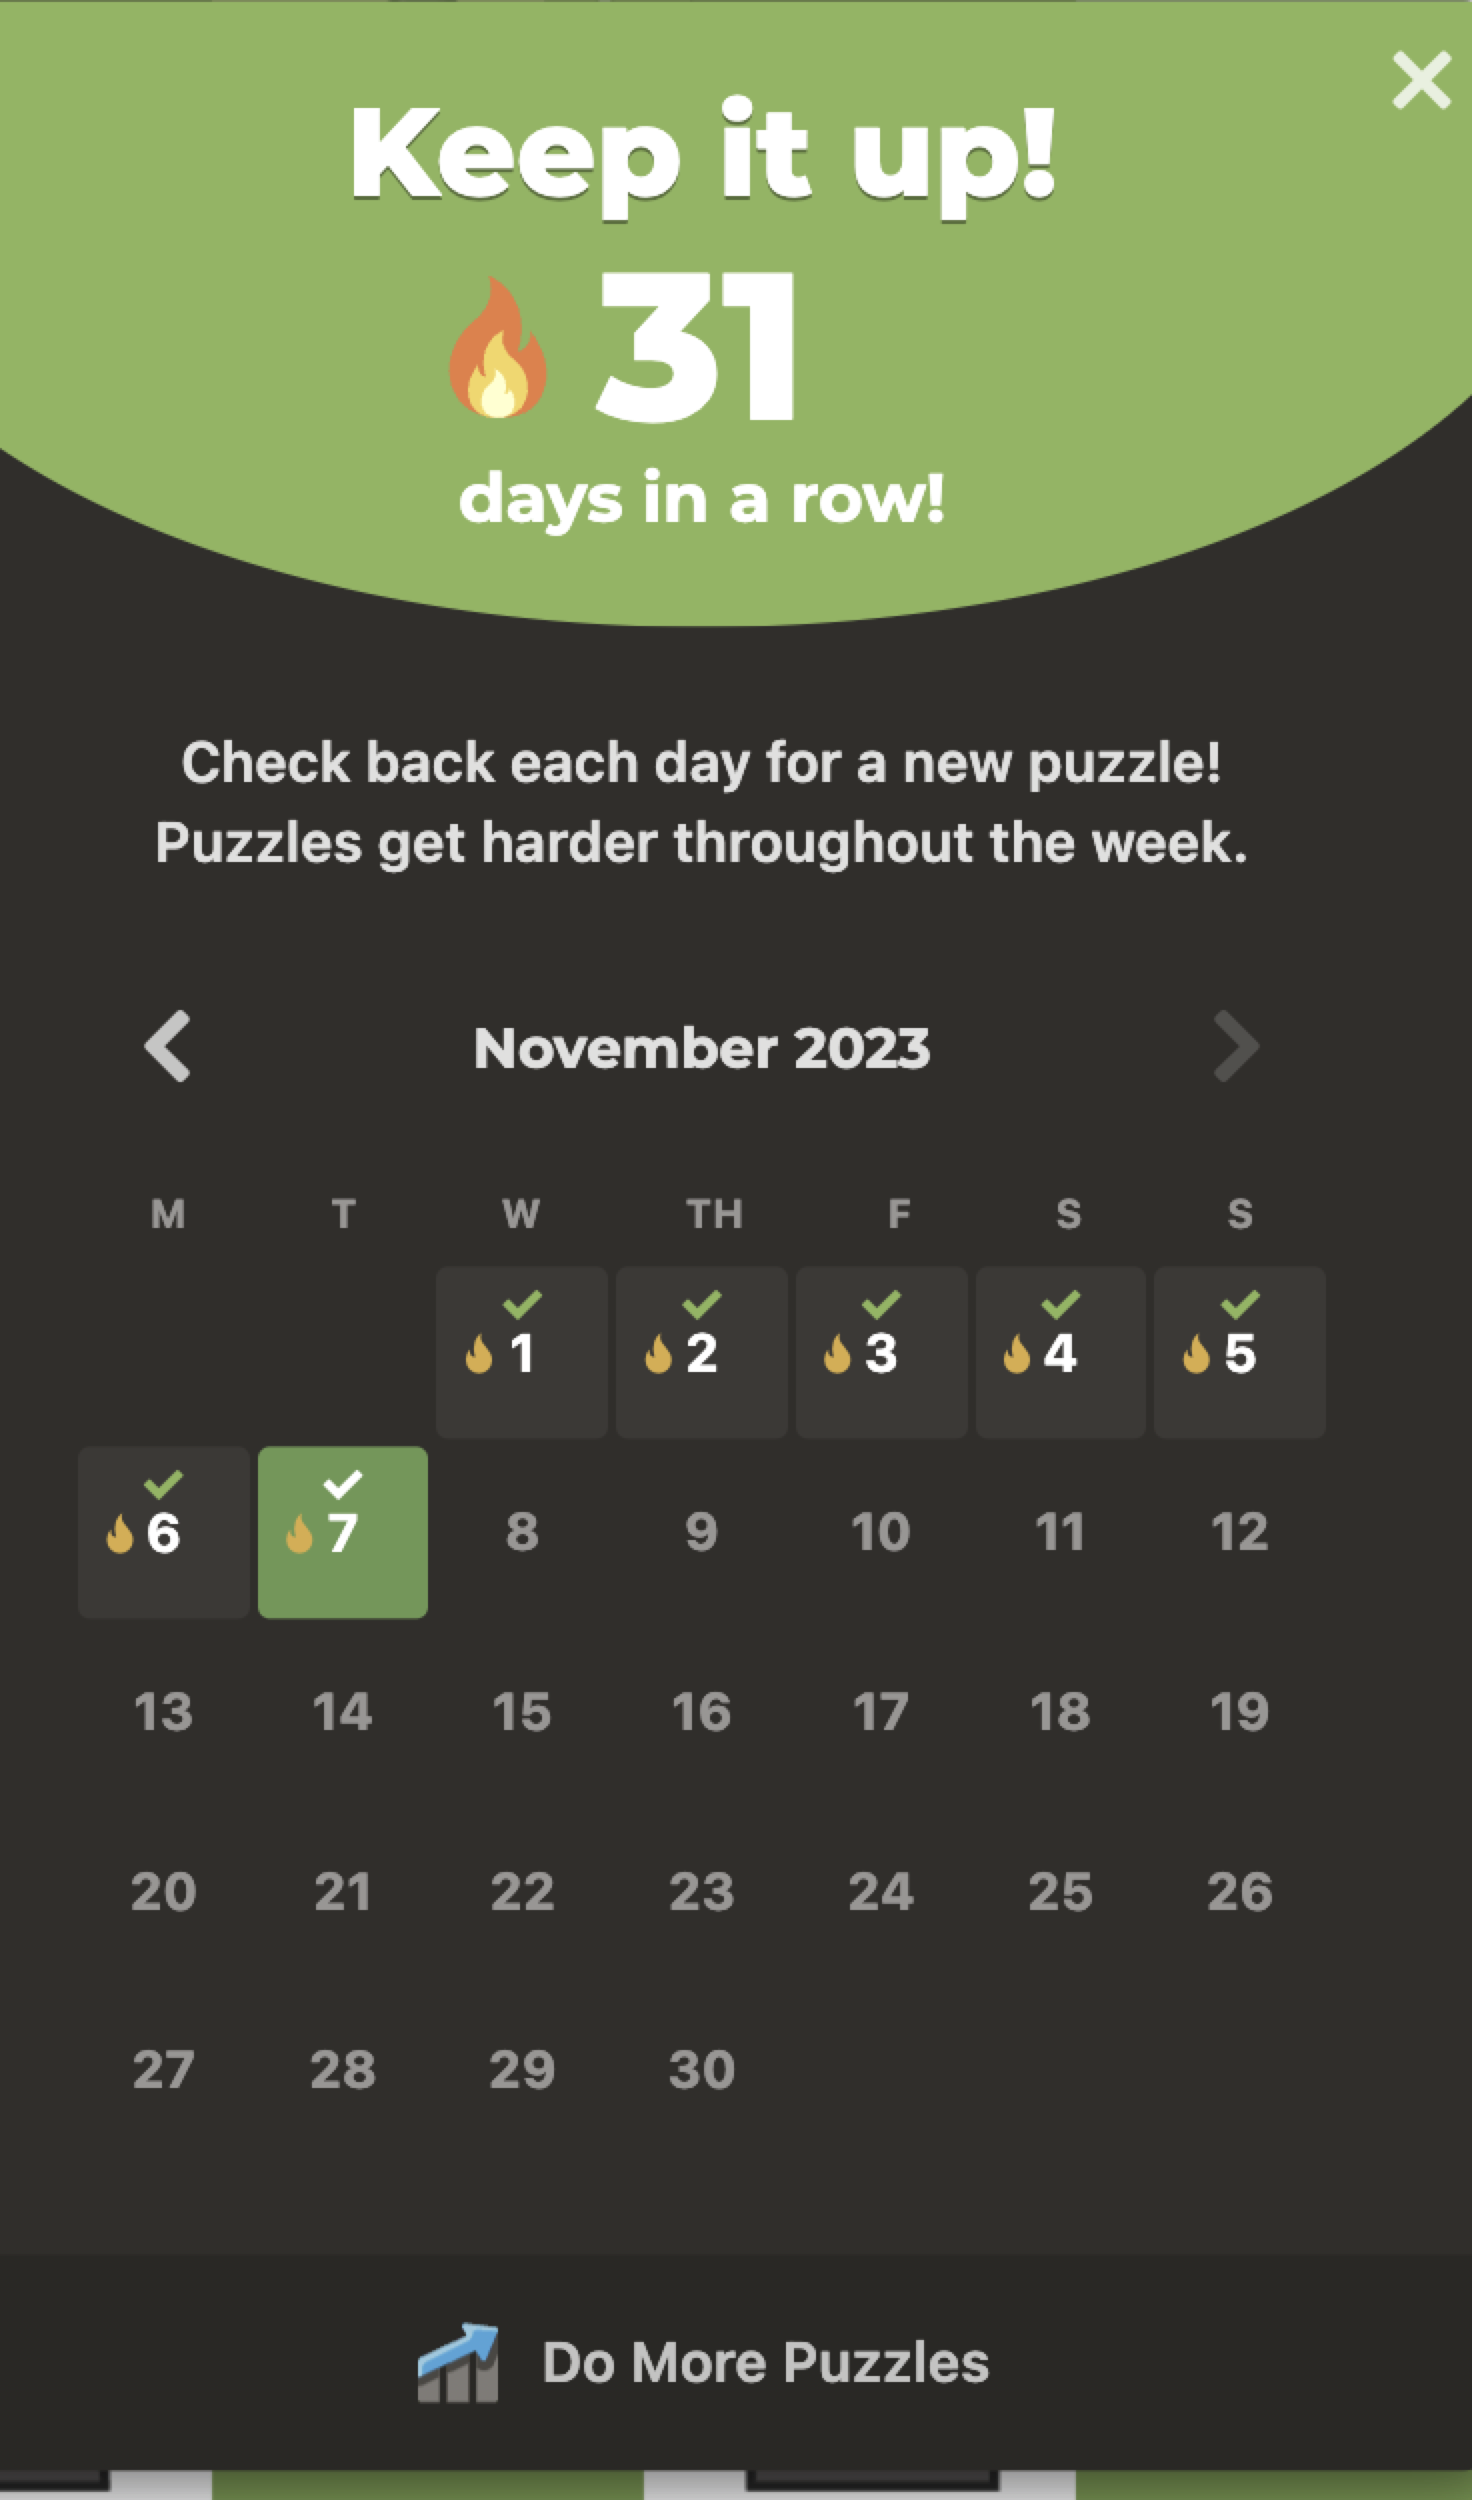 Keep it up!
31
days in a row!
Check back each day for a new puzzle!
Puzzles get harder throughout the week.
November 2023
M T W TH F S S
1 2 3 4 5
6 7 8 9 10 11 12
13 14 15 16 17 18 19
20 21 22 23 24 25 26
27 28 29 30
Do More Puzzles